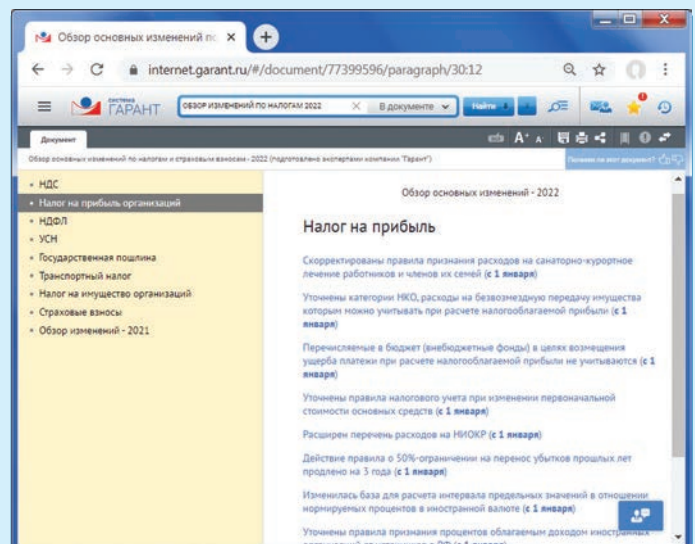 Обзор основных изменений по
internet.garant.ru/#/document/77399596/paragraph/30:12
система
ГАРАНТ
ОБЗОР ИЗМЕНЕНИЙ ПО НАЛОГАМ 2022
В документе
Найти
Документ
A+ A-
Обзор основных изменений по налогам и страховым взносам - 2022 (подготовлено экспертами компании "Гарант")
НДС
Налог на прибыль организаций
НДФЛ
УСН
Государственная пошлина
Транспортный налог
Налог на имущество организаций
Страховые взносы
Обзор изменений - 2021
Обзор основных изменений - 2022
Налог на прибыль
Скорректированы правила признания расходов на санаторно-курортное
лечение работников и членов их семей (с 1 января)
Уточнены категории НКО, расходы на безвозмездную передачу имущества
которым можно учитывать при расчете налогооблагаемой прибыли (с 1
января)
Перечисляемые в бюджет (внебюджетные фонды) в целях возмещения
ущерба платежи при расчете налогооблагаемой прибыли не учитываются (с 1
января)
Уточнены правила налогового учета при изменении первоначальной
стоимости основных средств (с 1 января)
Расширен перечень расходов на НИОКР (с 1 января)
Действие правила о 50%-ограничении на перенос убытков прошлых лет
продлено на 3 года (с 1 января)
Изменилась база для расчета интервала предельных значений в отношении
нормируемых процентов в иностранной валюте (с 1 января)
Уточнены правила признания процентов облагаемым доходом иностранных